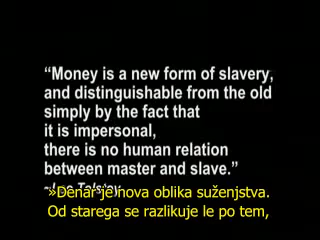 “Money is a new form of slavery,
and distinguishable from the old
simply by the fact that
it is impersonal,
there is no human relation
between master and slave.”
»Denar je nova oblika suženjstva.
Od starega se razlikuje le po tem,